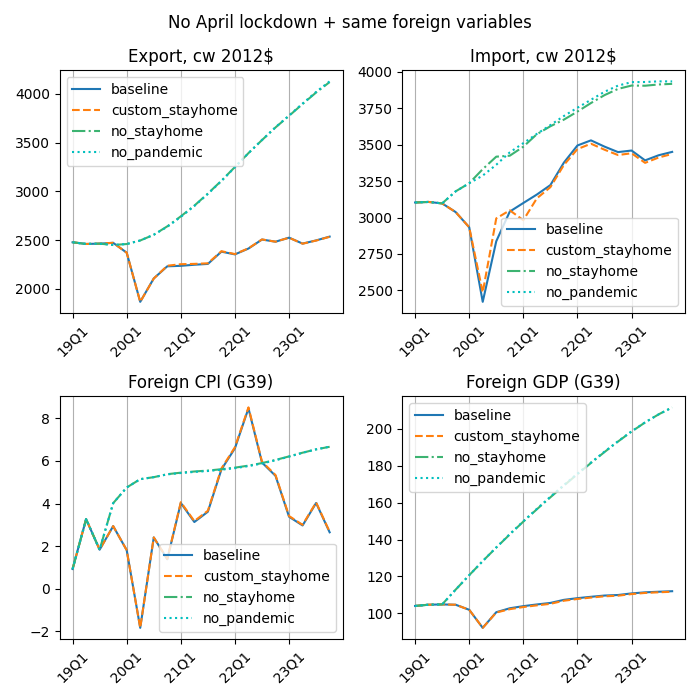 No April lockdown + same foreign variables
Export, cw 2012$
4000
3500
3000
2500
2000
baseline
custom_stayhome
no_stayhome
no_pandemic
19Q1
20Q1
21Q1
22Q1
23Q1
Import, cw 2012$
4000
3750
3500
3250
3000
2750
2500
baseline
custom_stayhome
no_stayhome
no_pandemic
19Q1
20Q1
21Q1
22Q1
23Q1
Foreign CPI (G39)
8
6
4
2
0
−2
baseline
custom_stayhome
no_stayhome
no_pandemic
19Q1
20Q1
21Q1
22Q1
23Q1
Foreign GDP (G39)
200
180
160
140
120
100
baseline
custom_stayhome
no_stayhome
no_pandemic
19Q1
20Q1
21Q1
22Q1
23Q1